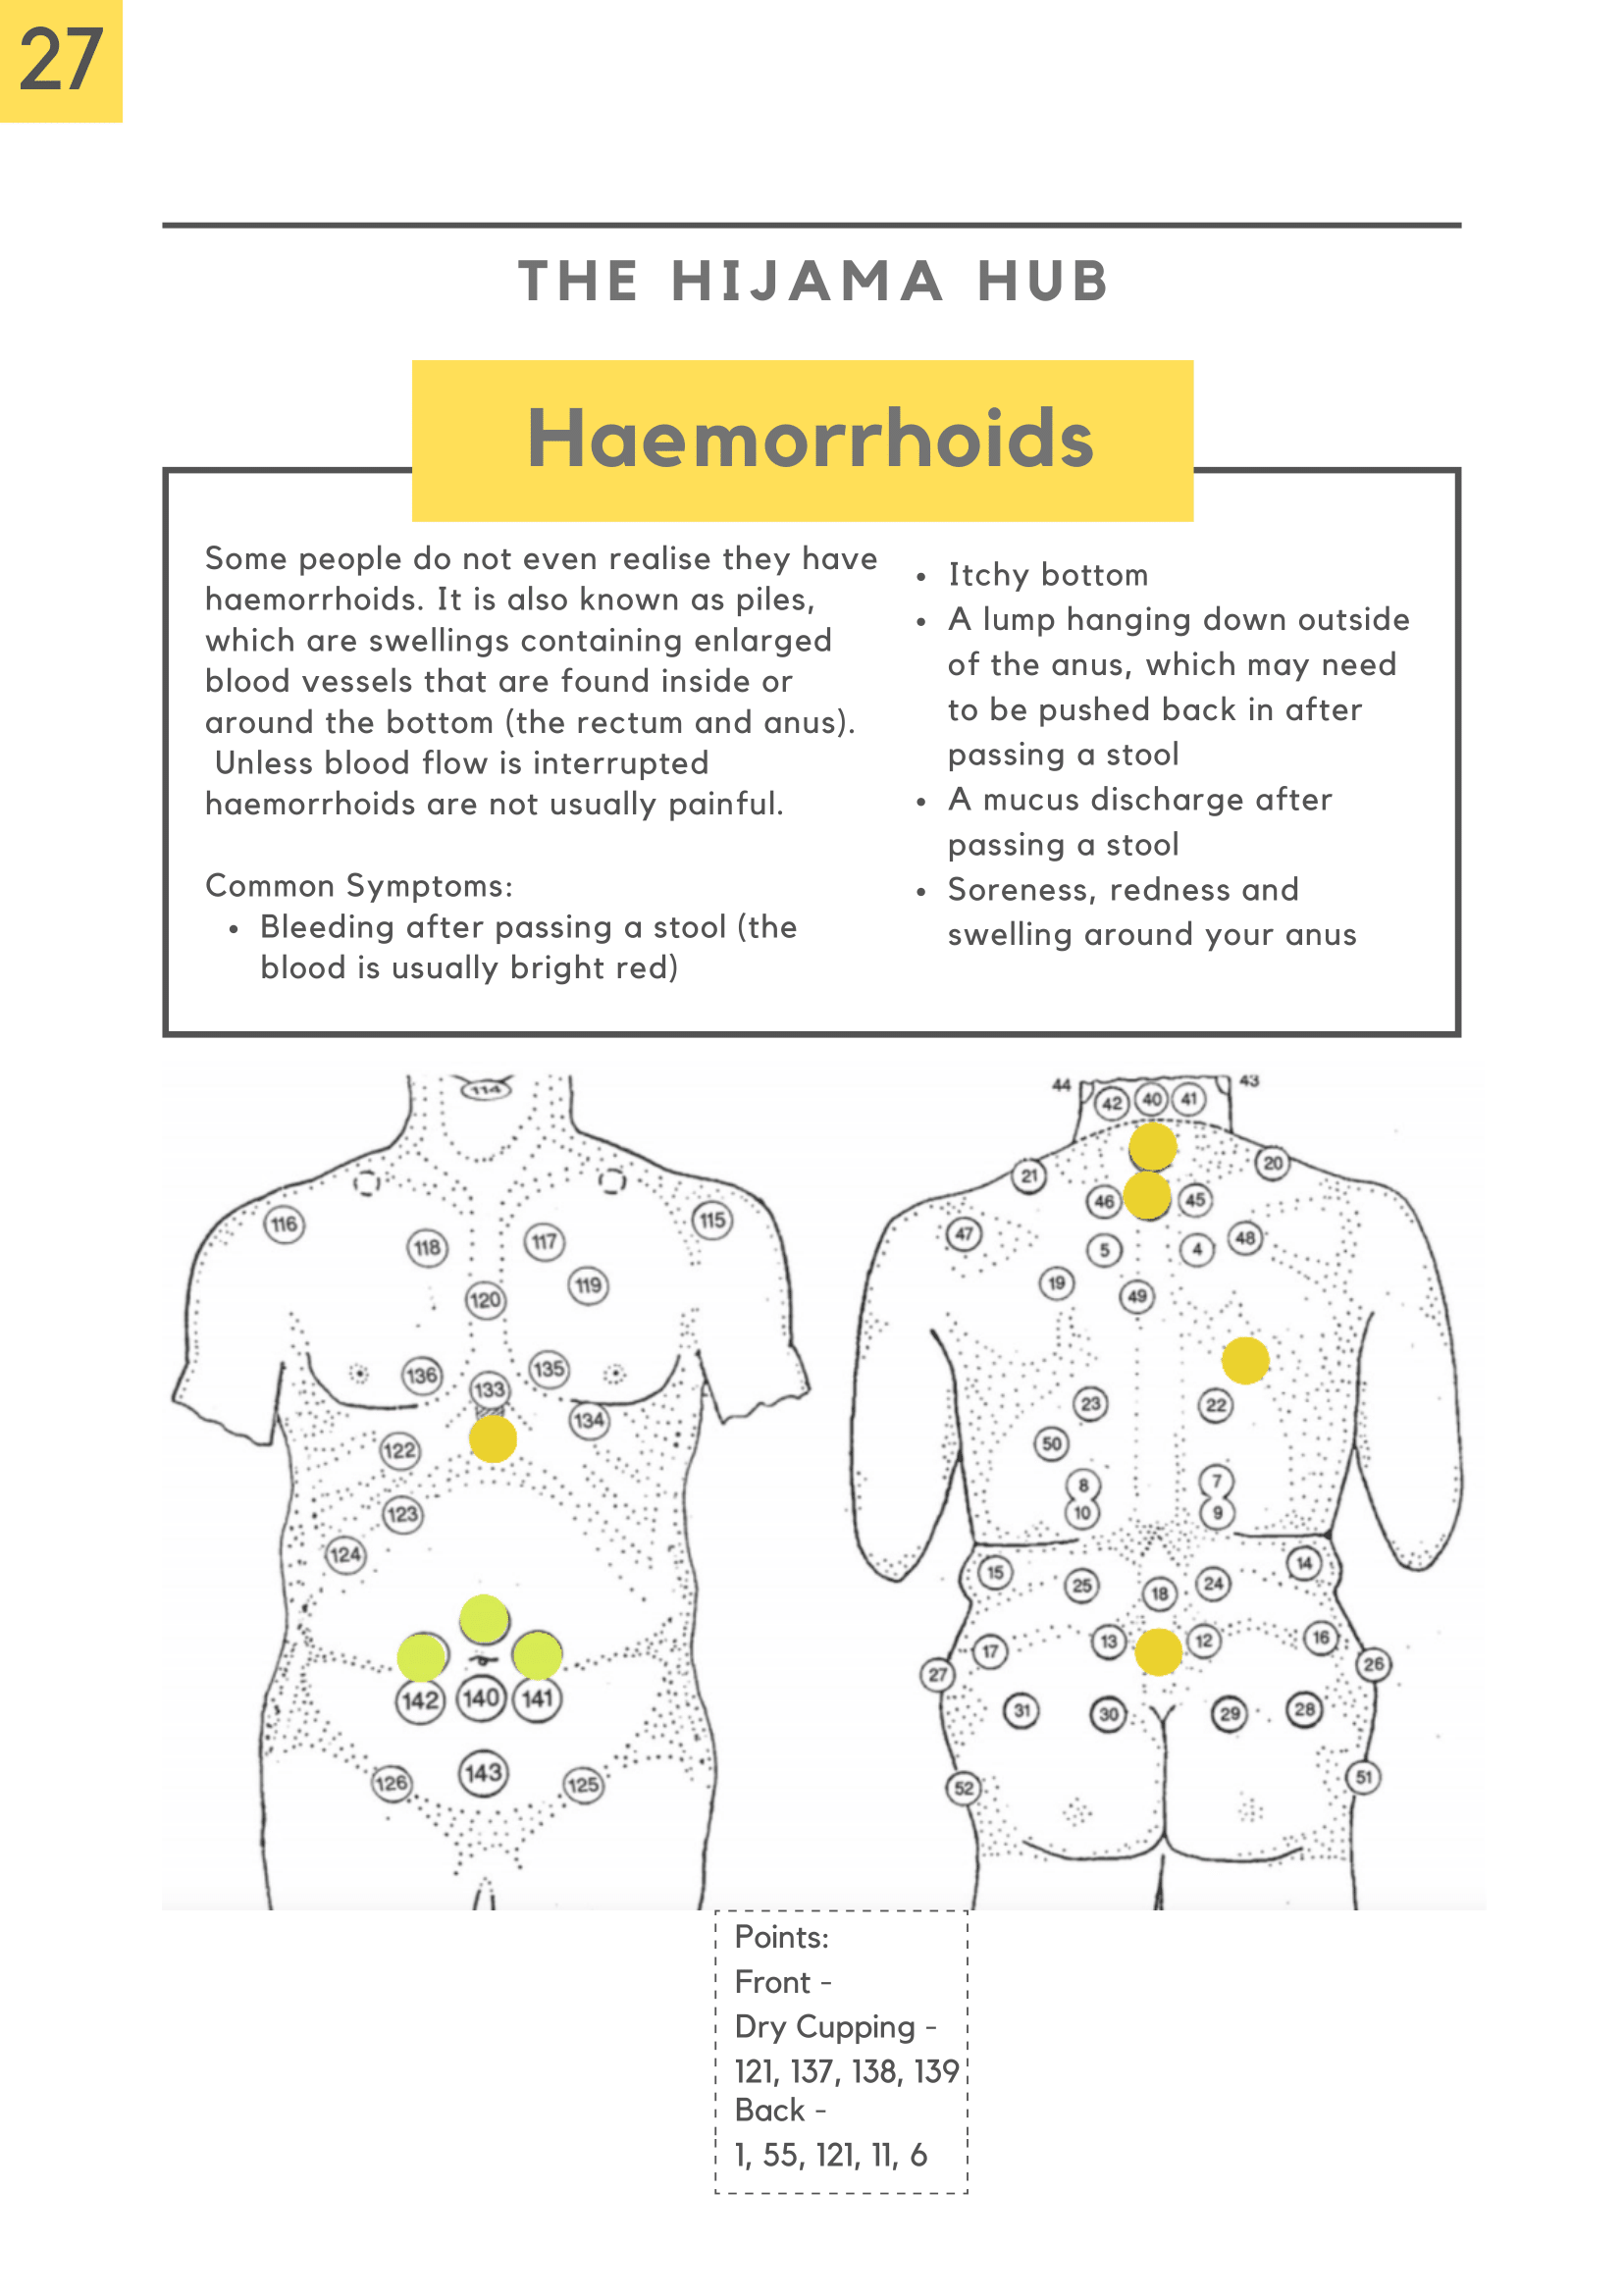 27
THE HIJAMA HUB
Haemorrhoids
Some people do not even realise they have
haemorrhoids. It is also known as piles,
which are swellings containing enlarged
blood vessels that are found inside or
around the bottom (the rectum and anus).
Unless blood flow is interrupted
haemorrhoids are not usually painful.
Common Symptoms:
• Bleeding after passing a stool (the
blood is usually bright red)
• Itchy bottom
• A lump hanging down outside
of the anus, which may need
to be pushed back in after
passing a stool
• A mucus discharge after
passing a stool
• Soreness, redness and
swelling around your anus
114
116
115
118
117
119
120
136
135
133
134
122
123
124
142 140 141
126
143
125
44
43
42 40 41
21
20
46
45
47
48
5
4
19
49
23
22
50
8
7
10
9
15
14
25
24
18
17
13
12
16
27
26
31
30
29
28
52
51
Points:
Front -
Dry Cupping -
121, 137, 138, 139
Back -
1, 55, 121, 11, 6